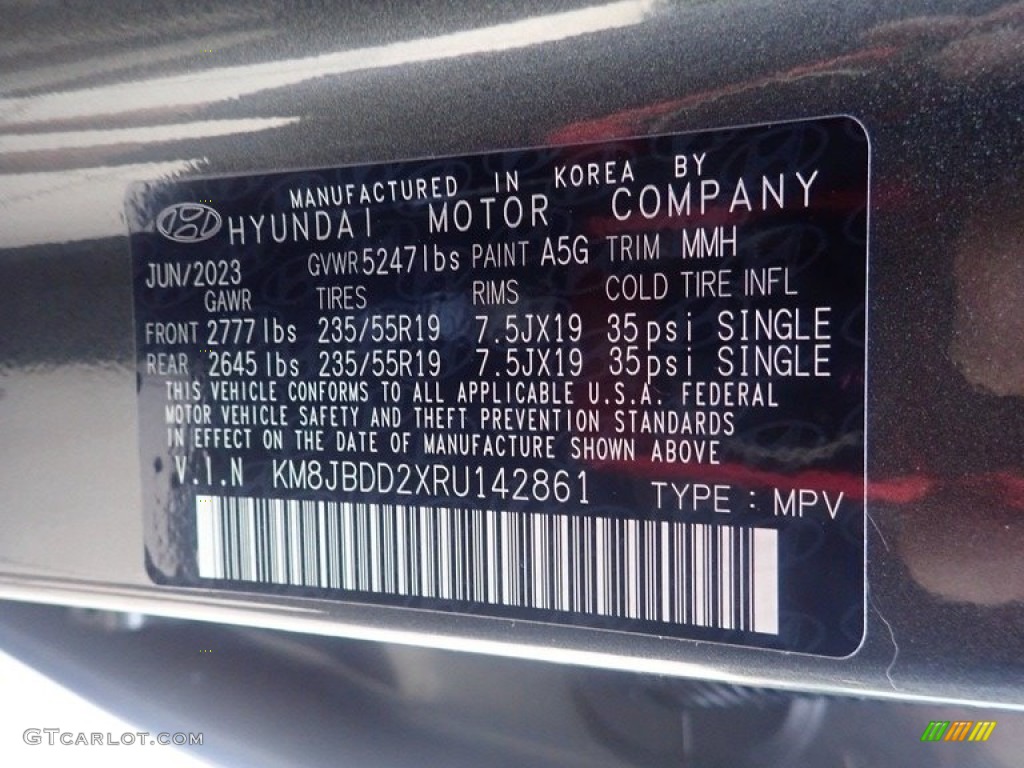 MANUFACTURED IN KOREA BY
HYUNDAI MOTOR COMPANY
JUN/2023 GVWR 5247 lbs PAINT A5G TRIM MMH
GAWR TIRES RIMS COLD TIRE INFL
FRONT 2777 lbs 235/55R19 7.5JX19 35psi SINGLE
REAR 2645 lbs 235/55R19 7.5JX19 35psi SINGLE
THIS VEHICLE CONFORMS TO ALL APPLICABLE U.S.A. FEDERAL
MOTOR VEHICLE SAFETY AND THEFT PREVENTION STANDARDS
IN EFFECT ON THE DATE OF MANUFACTURE SHOWN ABOVE
V.I.N KM8JBDD2XRU142861 TYPE : MPV
GTCARLOT.COM